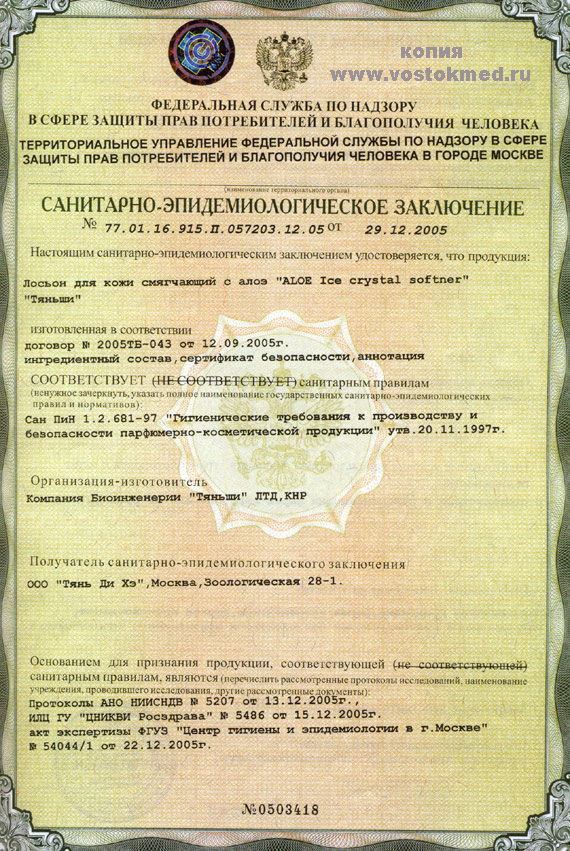 КОПИЯ
www.vostokmed.ru
ФЕДЕРАЛЬНАЯ СЛУЖБА ПО НАДЗОРУ
В СФЕРЕ ЗАЩИТЫ ПРАВ ПОТРЕБИТЕЛЕЙ И БЛАГОПОЛУЧИЯ ЧЕЛОВЕКА
ТЕРРИТОРИАЛЬНОЕ УПРАВЛЕНИЕ ФЕДЕРАЛЬНОЙ СЛУЖБЫ ПО НАДЗОРУ В СФЕРЕ
ЗАЩИТЫ ПРАВ ПОТРЕБИТЕЛЕЙ И БЛАГОПОЛУЧИЯ ЧЕЛОВЕКА В ГОРОДЕ МОСКВЕ
(наименование территориального органа)
САНИТАРНО-ЭПИДЕМИОЛОГИЧЕСКОЕ ЗАКЛЮЧЕНИЕ
№ 77.01.16.915.П.057203.12.05 от 29.12.2005
Настоящим санитарно-эпидемиологическим заключением удостоверяется, что продукция:
Лосьон для кожи смягчающий с алоэ "ALOE Ice crystal softner"
"Тяньши"
изготовленная в соответствии
договор № 2005ТБ-043 от 12.09.2005г.
ингредиентный состав,сертификат безопасности,аннотация
СООТВЕТСТВУЕТ (НЕ СООТВЕТСТВУЕТ) санитарным правилам
(ненужное зачеркнуть, указать полное наименование государственных санитарно-эпидемиологических
правил и нормативов):
Сан ПиН 1.2.681-97 "Гигиенические требования к производству и
безопасности парфюмерно-косметической продукции" утв.20.11.1997г.
Организация-изготовитель
Компания Биоинженерии "Тяньши" ЛТД,КНР
Получатель санитарно-эпидемиологического заключения
ООО "Тянь Ди Хэ",Москва,Зоологическая 28-1.
Основанием для признания продукции, соответствующей (не соответствующей)
санитарным правилам, являются (перечислить рассмотренные протоколы исследований, наименование
учреждения, проводившего исследования, другие рассмотренные документы):
Протоколы АНО НИИСНДВ № 5207 от 13.12.2005г.,
ИЛЦ ГУ "ЦНИКВИ Росздрава" № 5486 от 15.12.2005г.
акт экспертизы ФГУЗ "Центр гигиены и эпидемиологии в г.Москве"
№ 54044/1 от 22.12.2005г.
№0503418